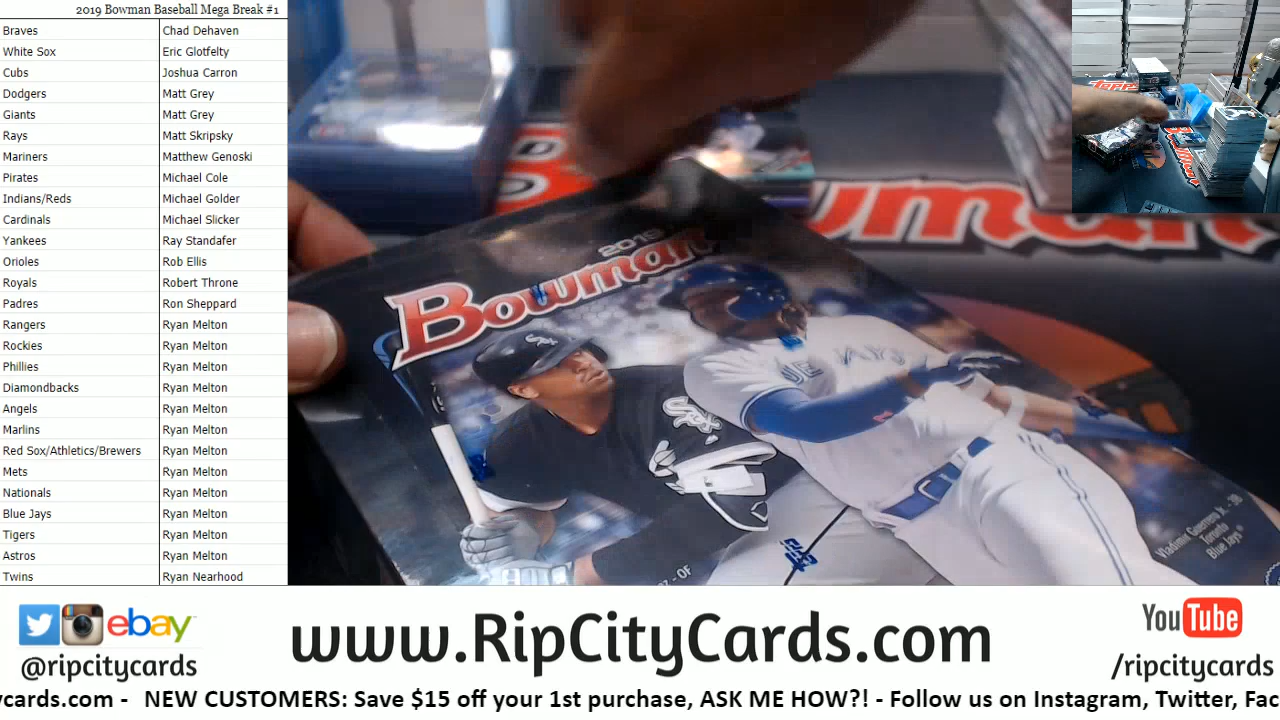 2019 Bowman Baseball Mega Break #1
Braves Chad Dehaven
White Sox Eric Glotfelty
Cubs Joshua Carron
Dodgers Matt Grey
Giants Matt Grey
Rays Matt Skripsky
Mariners Matthew Genoski
Pirates Michael Cole
Indians/Reds Michael Golder
Cardinals Michael Slicker
Yankees Ray Standafer
Orioles Rob Ellis
Royals Robert Throne
Padres Ron Sheppard
Rangers Ryan Melton
Rockies Ryan Melton
Phillies Ryan Melton
Diamondbacks Ryan Melton
Angels Ryan Melton
Marlins Ryan Melton
Red Sox/Athletics/Brewers Ryan Melton
Mets Ryan Melton
Nationals Ryan Melton
Blue Jays Ryan Melton
Tigers Ryan Melton
Astros Ryan Melton
Twins Ryan Nearhood
Topps
Bowman
2019
Bowman
Sox
Sox
JAYS
Vladimir Guerrero Jr. - 3B
Toronto
Blue Jays®
- OF
ebay
@ripcitycards
www.RipCityCards.com
YouTube
/ripcitycards
ycards.com - NEW CUSTOMERS: Save $15 off your 1st purchase, ASK ME HOW?! - Follow us on Instagram, Twitter, Fac